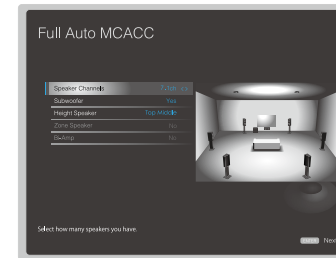 Full Auto MCACC
Speaker Channels
Subwoofer Yes
Height Speaker Top Middle
Zone Speaker No
Bi-Amp No
Select how many speakers you have.
Next